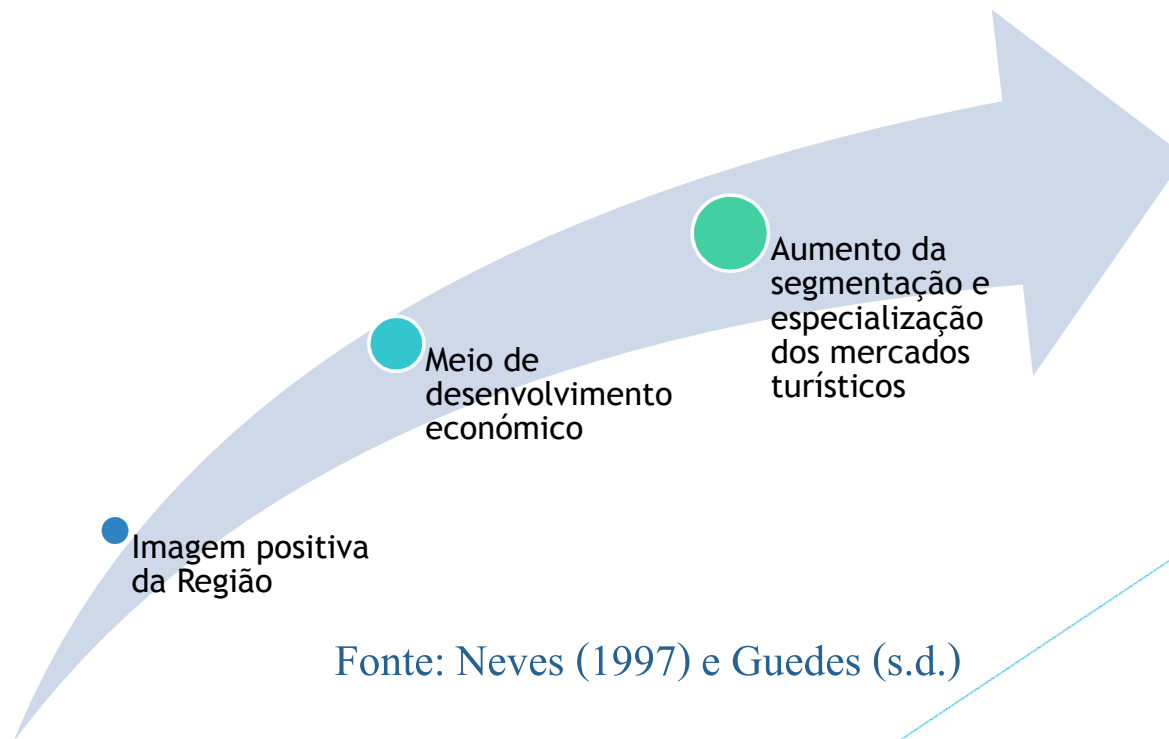 Imagem positiva
da Região
Meio de
desenvolvimento
económico
Aumento da
segmentação e
especialização
dos mercados
turísticos
Fonte: Neves (1997) e Guedes (s.d.)